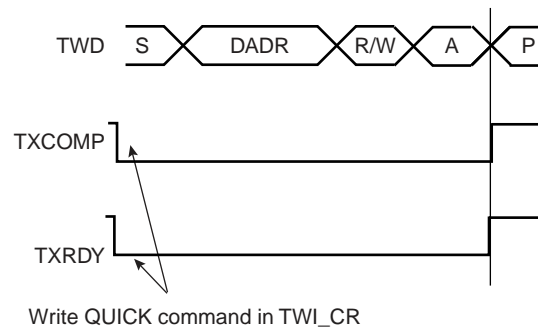 TWD S DADR R/W A P
TXCOMP
TXRDY
Write QUICK command in TWI_CR